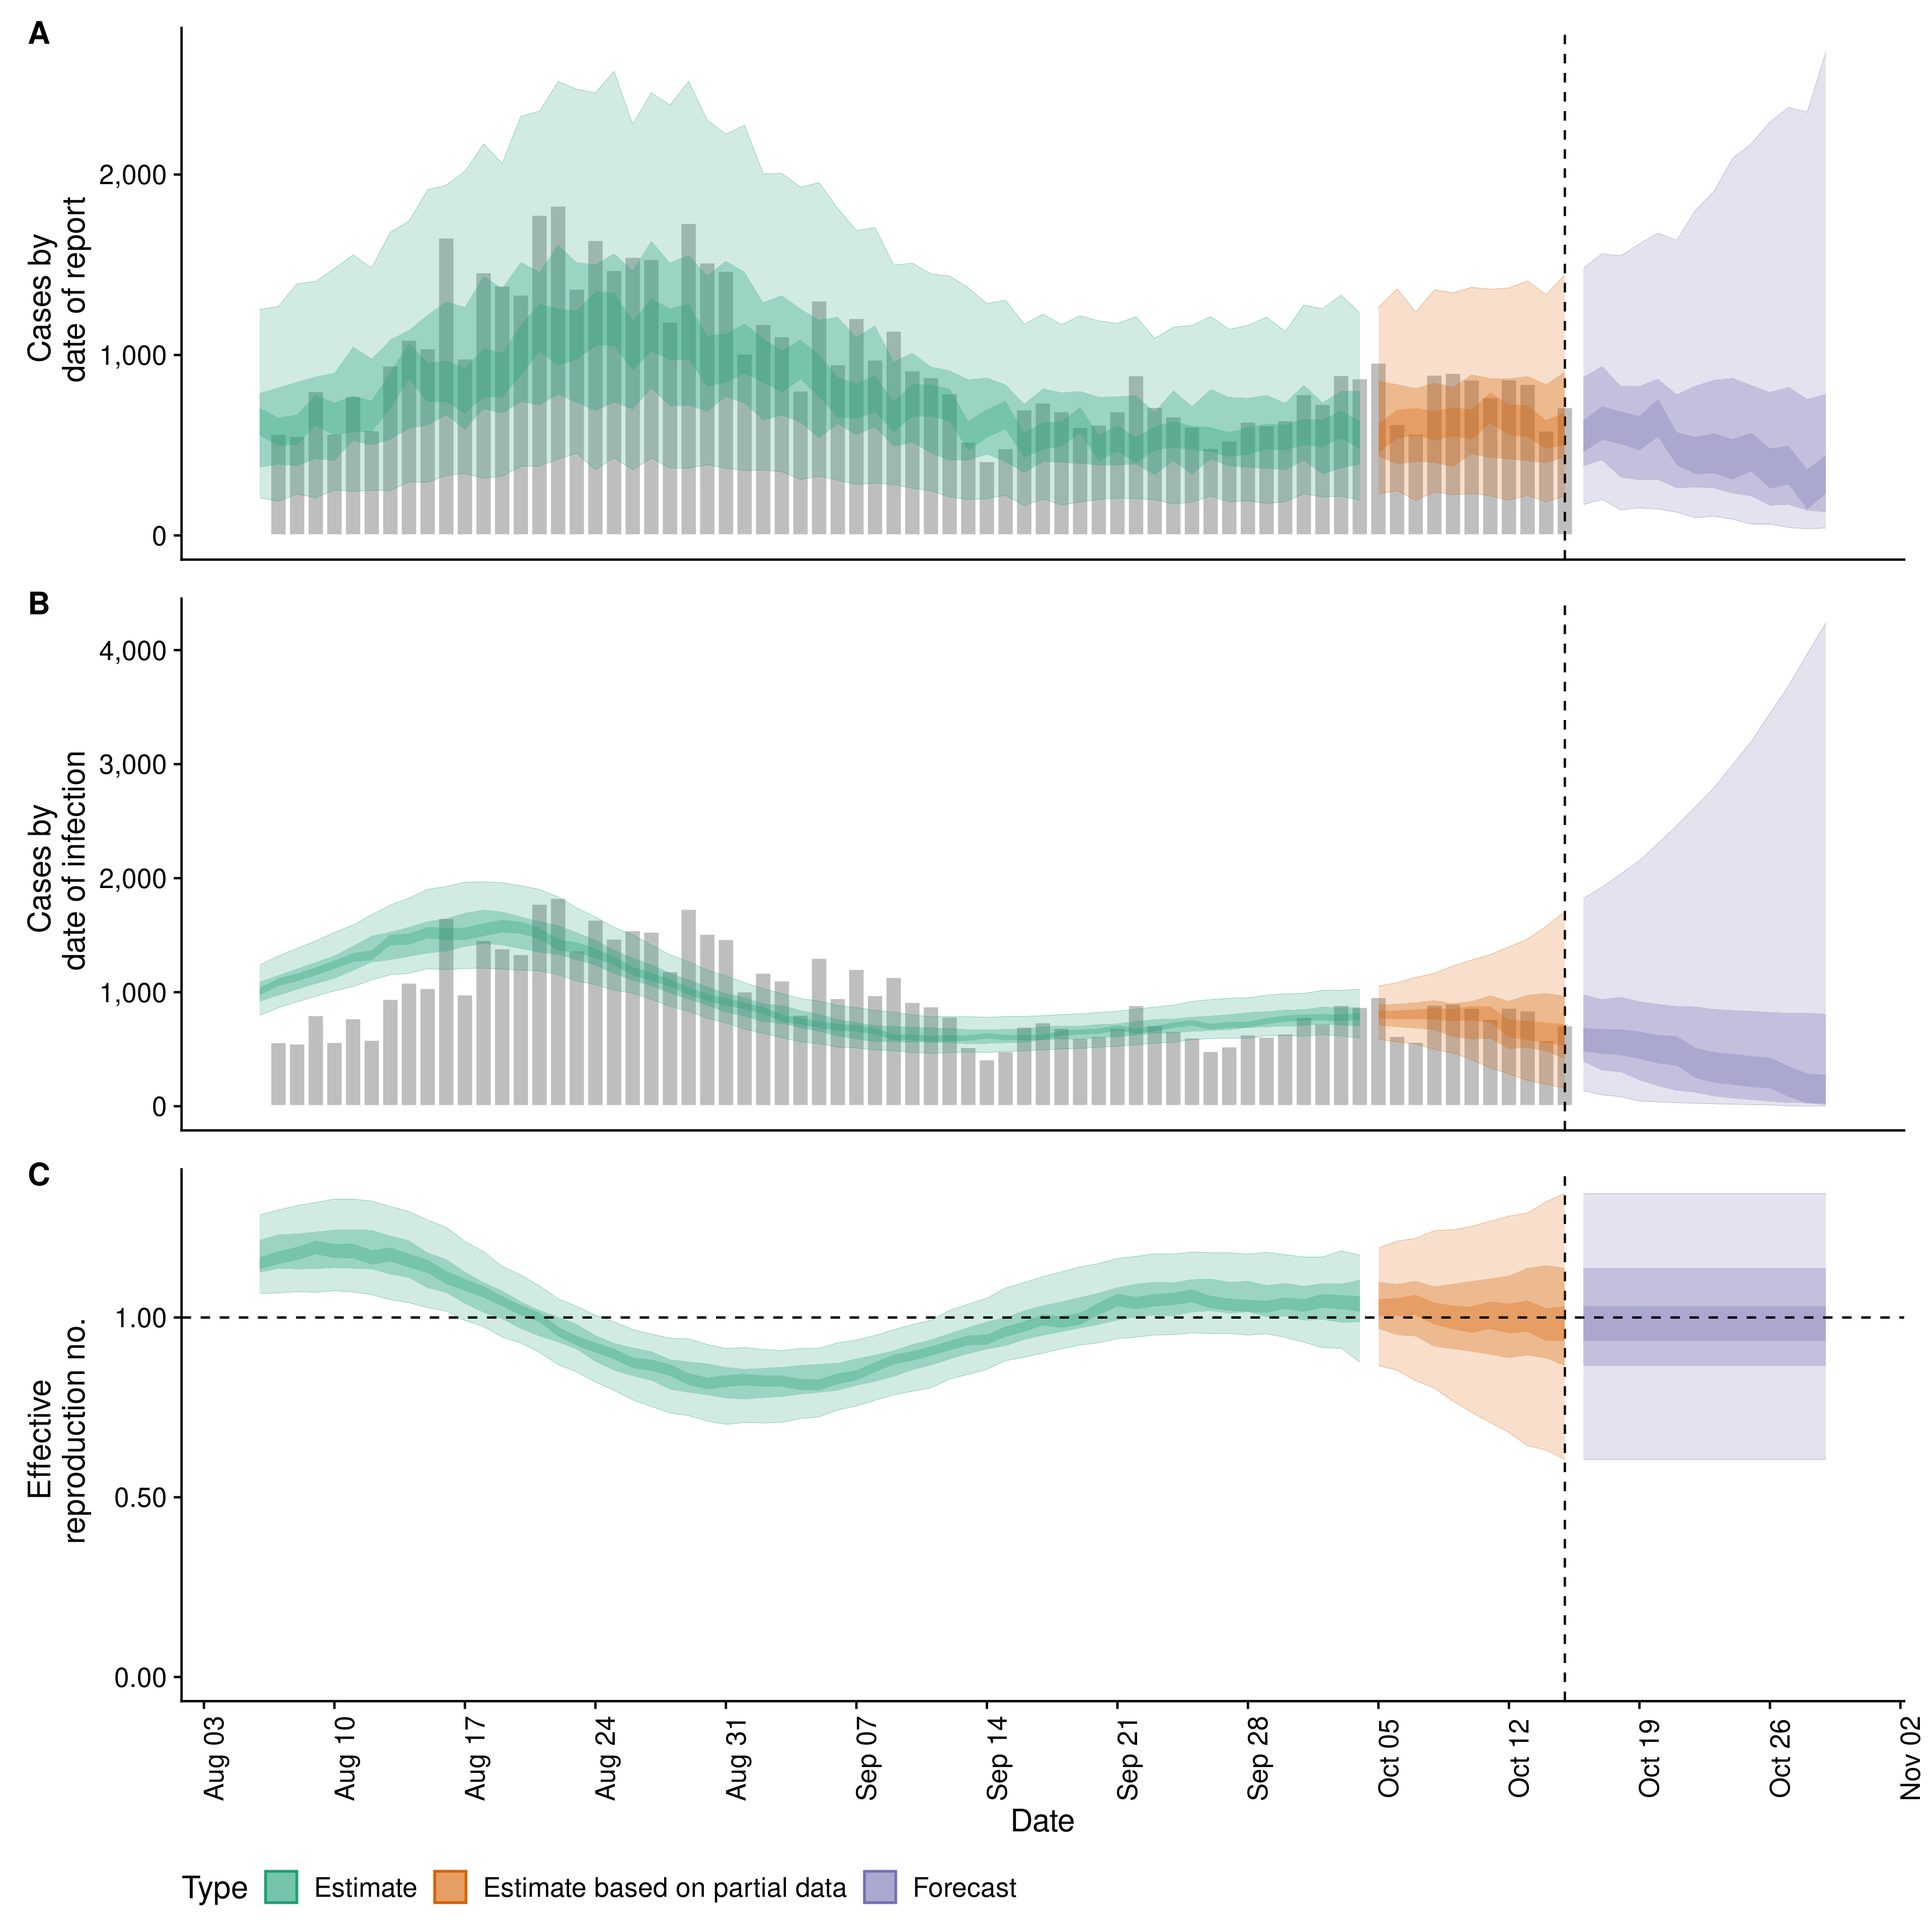 A
Cases by
date of report
2,000
1,000
0
B
Cases by
date of infection
4,000
3,000
2,000
1,000
0
C
Effective
reproduction no.
1.00
0.50
0.00
Aug 03
Aug 10
Aug 17
Aug 24
Aug 31
Sep 07
Sep 14
Sep 21
Sep 28
Oct 05
Oct 12
Oct 19
Oct 26
Nov 02
Date
Type Estimate Estimate based on partial data Forecast